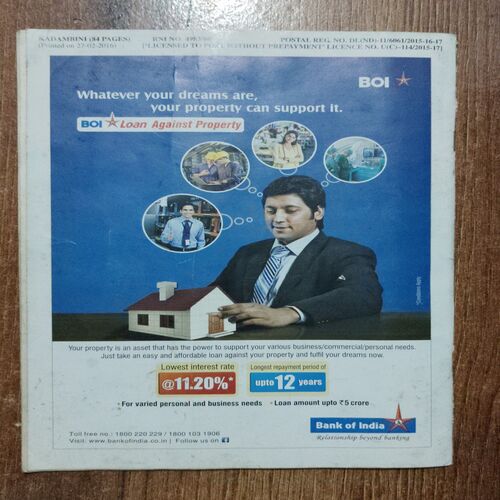 KADAMBINI (84 PAGES)
(Printed on 27-02-2016)
RNI NO.
POSTAL REG. NO. DL(ND)-11/6061/2015-16-17
["LICENSED TO POST WITHOUT PREPAYMENT" LICENCE NO. U(C)-114/2015-17]
BOI
Whatever your dreams are,
your property can support it.
BOI Loan Against Property
*Conditions Apply
Your property is an asset that has the power to support your various business/commercial/personal needs.
Just take an easy and affordable loan against your property and fulfil your dreams now.
Lowest interest rate
@11.20%*
Longest repayment period of
upto 12 years
• For varied personal and business needs • Loan amount upto ₹5 crore
Toll free no.: 1800 220 229 / 1800 103 1906
Visit: www.bankofindia.co.in | Follow us on f
Bank of India
Relationship beyond banking